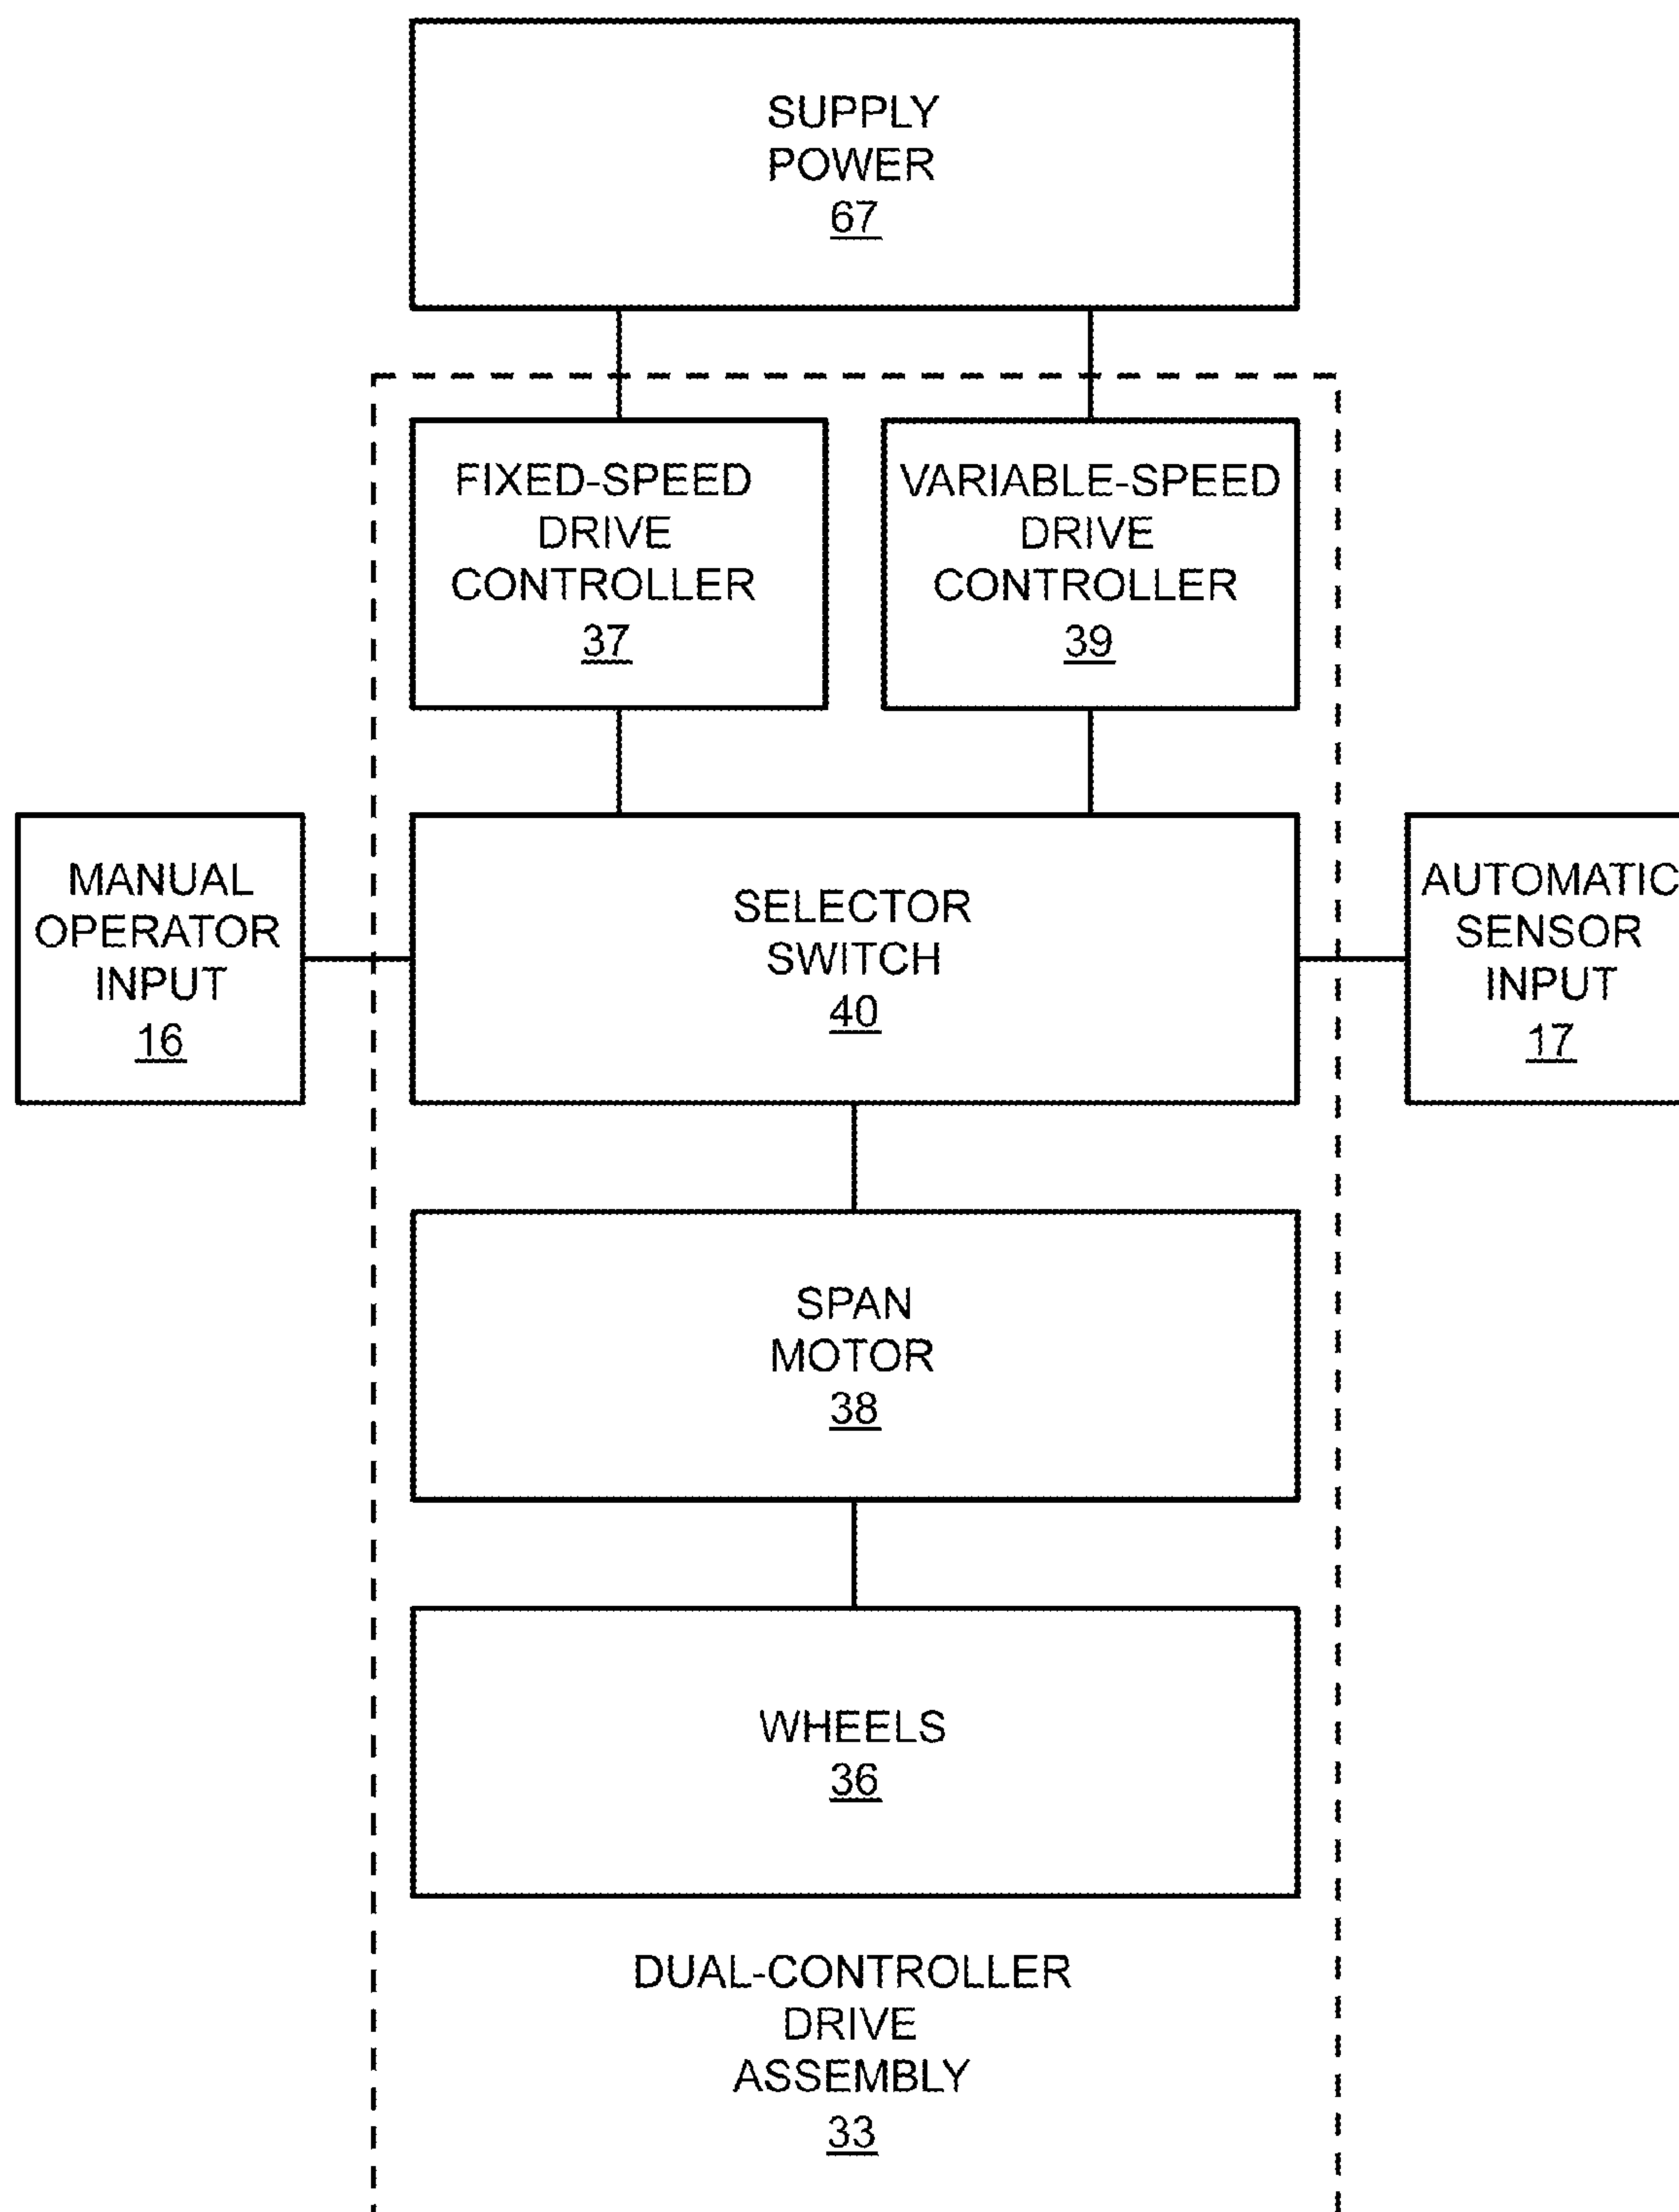 SUPPLY
POWER
67
FIXED-SPEED
DRIVE
CONTROLLER
37
VARIABLE-SPEED
DRIVE
CONTROLLER
39
MANUAL
OPERATOR
INPUT
16
SELECTOR
SWITCH
40
AUTOMATIC
SENSOR
INPUT
17
SPAN
MOTOR
38
WHEELS
36
DUAL-CONTROLLER
DRIVE
ASSEMBLY
33